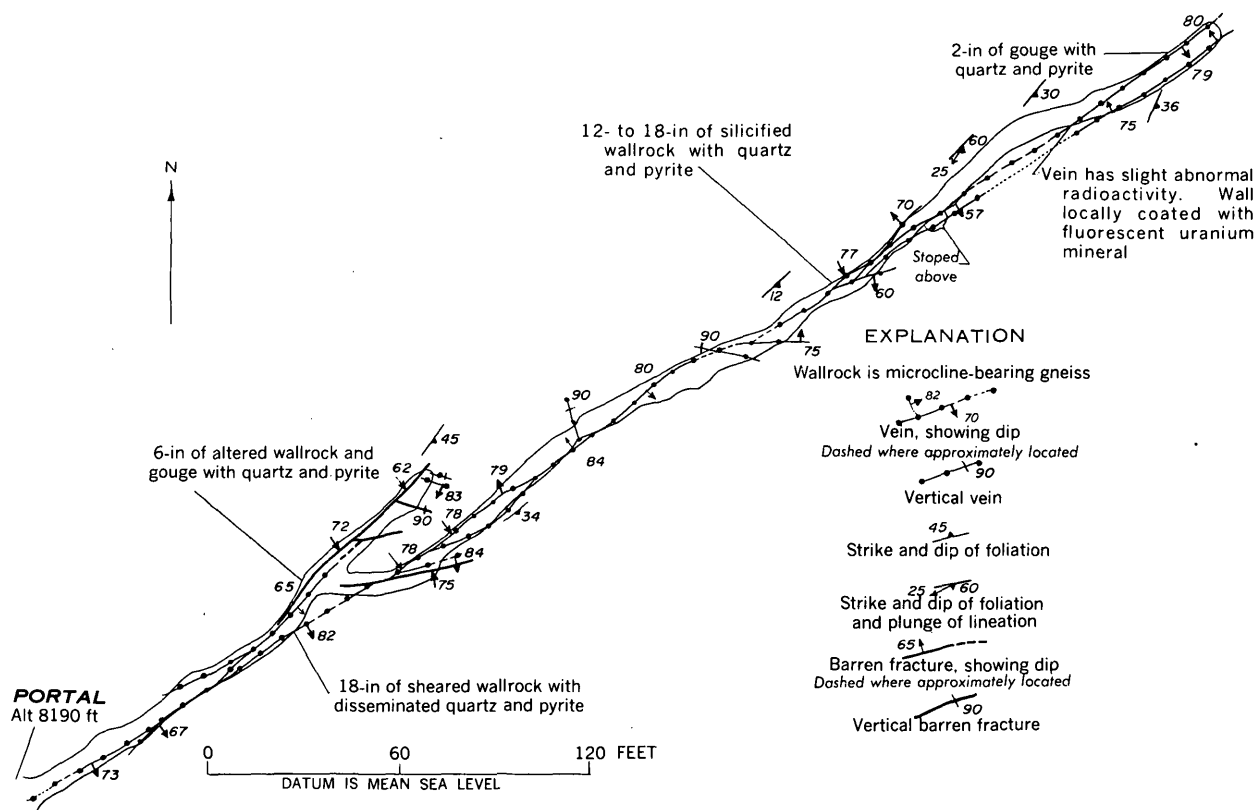 80
2-in of gouge with
quartz and pyrite
79
30
36
75
12- to 18-in of silicified
wallrock with quartz
and pyrite
60
25
N
Vein has slight abnormal
radioactivity. Wall
locally coated with
fluorescent uranium
mineral
70
57
77
Stoped
above
60
12
90
75
EXPLANATION
80
Wallrock is microcline-bearing gneiss
82
70
Vein, showing dip
Dashed where approximately located
90
Vertical vein
45
Strike and dip of foliation
25 60
Strike and dip of foliation
and plunge of lineation
65
Barren fracture, showing dip
Dashed where approximately located
90
Vertical barren fracture
90
84
45
6-in of altered wallrock and
gouge with quartz and pyrite
62
79
83
90
78
34
72
78
84
75
65
82
18-in of sheared wallrock with
disseminated quartz and pyrite
PORTAL
Alt 8190 ft
67
73
0 60 120 FEET
DATUM IS MEAN SEA LEVEL